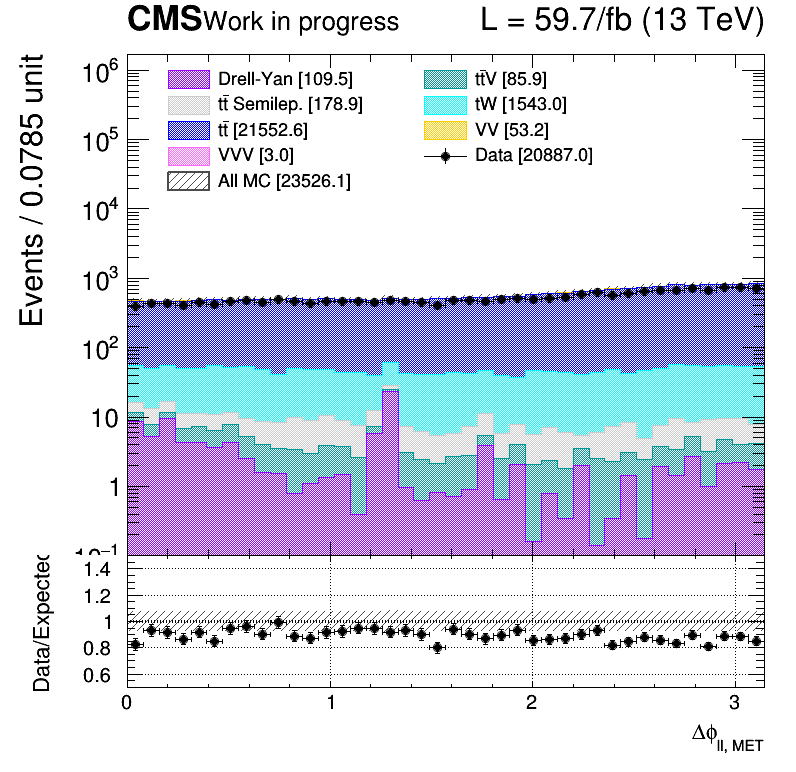 CMS Work in progress L = 59.7/fb (13 TeV)
Events / 0.0785 unit
Drell-Yan [109.5]
tt̄ Semilep. [178.9]
tt̄ [21552.6]
VVV [3.0]
All MC [23526.1]
tt̄V [85.9]
tW [1543.0]
VV [53.2]
Data [20887.0]
10⁶
10⁵
10⁴
10³
10²
10
1
10⁻¹
Data/Expected
1.4
1.2
1
0.8
0.6
0 1 2 3
Δϕll, MET